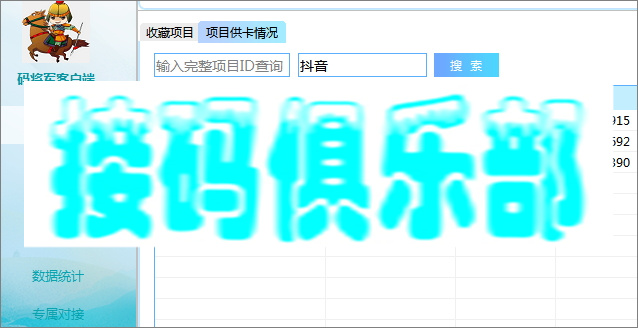 收藏项目 项目供卡情况
输入完整项目ID查询 抖音 搜 索
码将军客户端
915
接码俱乐部
592
390
数据统计
专属对接